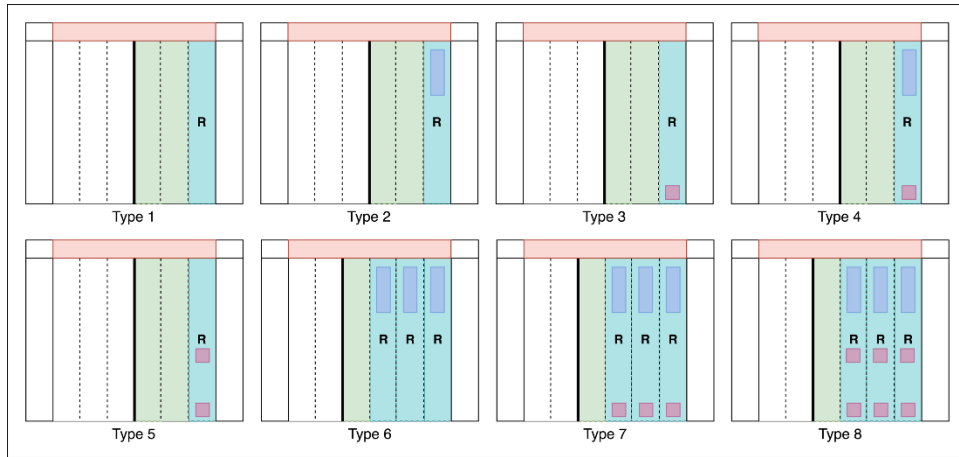 R R R R
Type 1 Type 2 Type 3 Type 4
R R R R R R R R R R
Type 5 Type 6 Type 7 Type 8